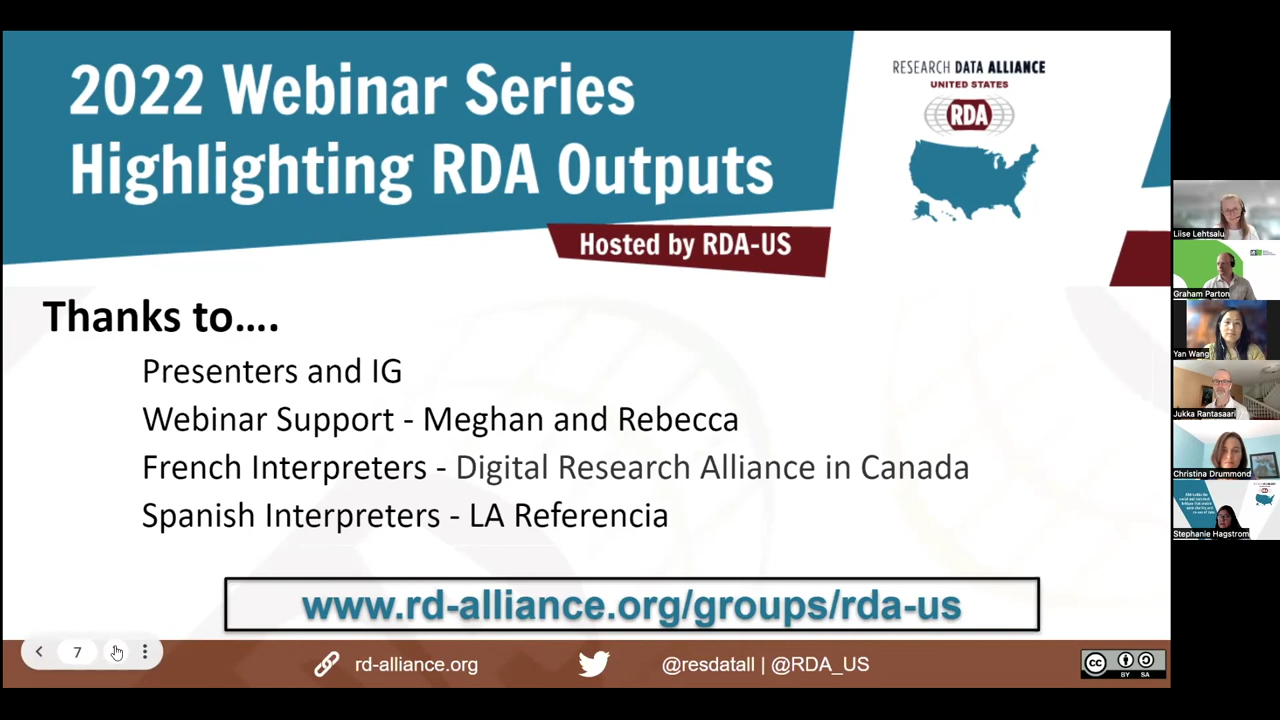 2022 Webinar Series
Highlighting RDA Outputs
Hosted by RDA-US
RESEARCH DATA ALLIANCE
UNITED STATES
RDA
Thanks to....
Presenters and IG
Webinar Support - Meghan and Rebecca
French Interpreters - Digital Research Alliance in Canada
Spanish Interpreters - LA Referencia
www.rd-alliance.org/groups/rda-us
7
rd-alliance.org
@resdatall | @RDA_US
cc
BY SA
Liise Lehtsalu
Graham Parton
Yan Wang
Jukka Rantasaari
Christina Drummond
Stephanie Hagstrom